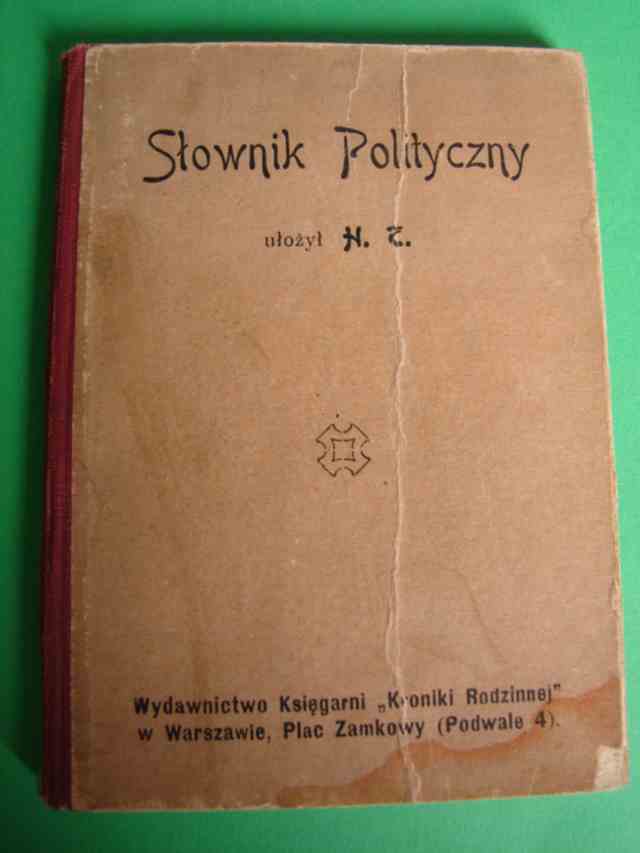 Słownik Polityczny
ułożył H. Z.
Wydawnictwo Księgarni „Kroniki Rodzinnej"
w Warszawie, Plac Zamkowy (Podwale 4).